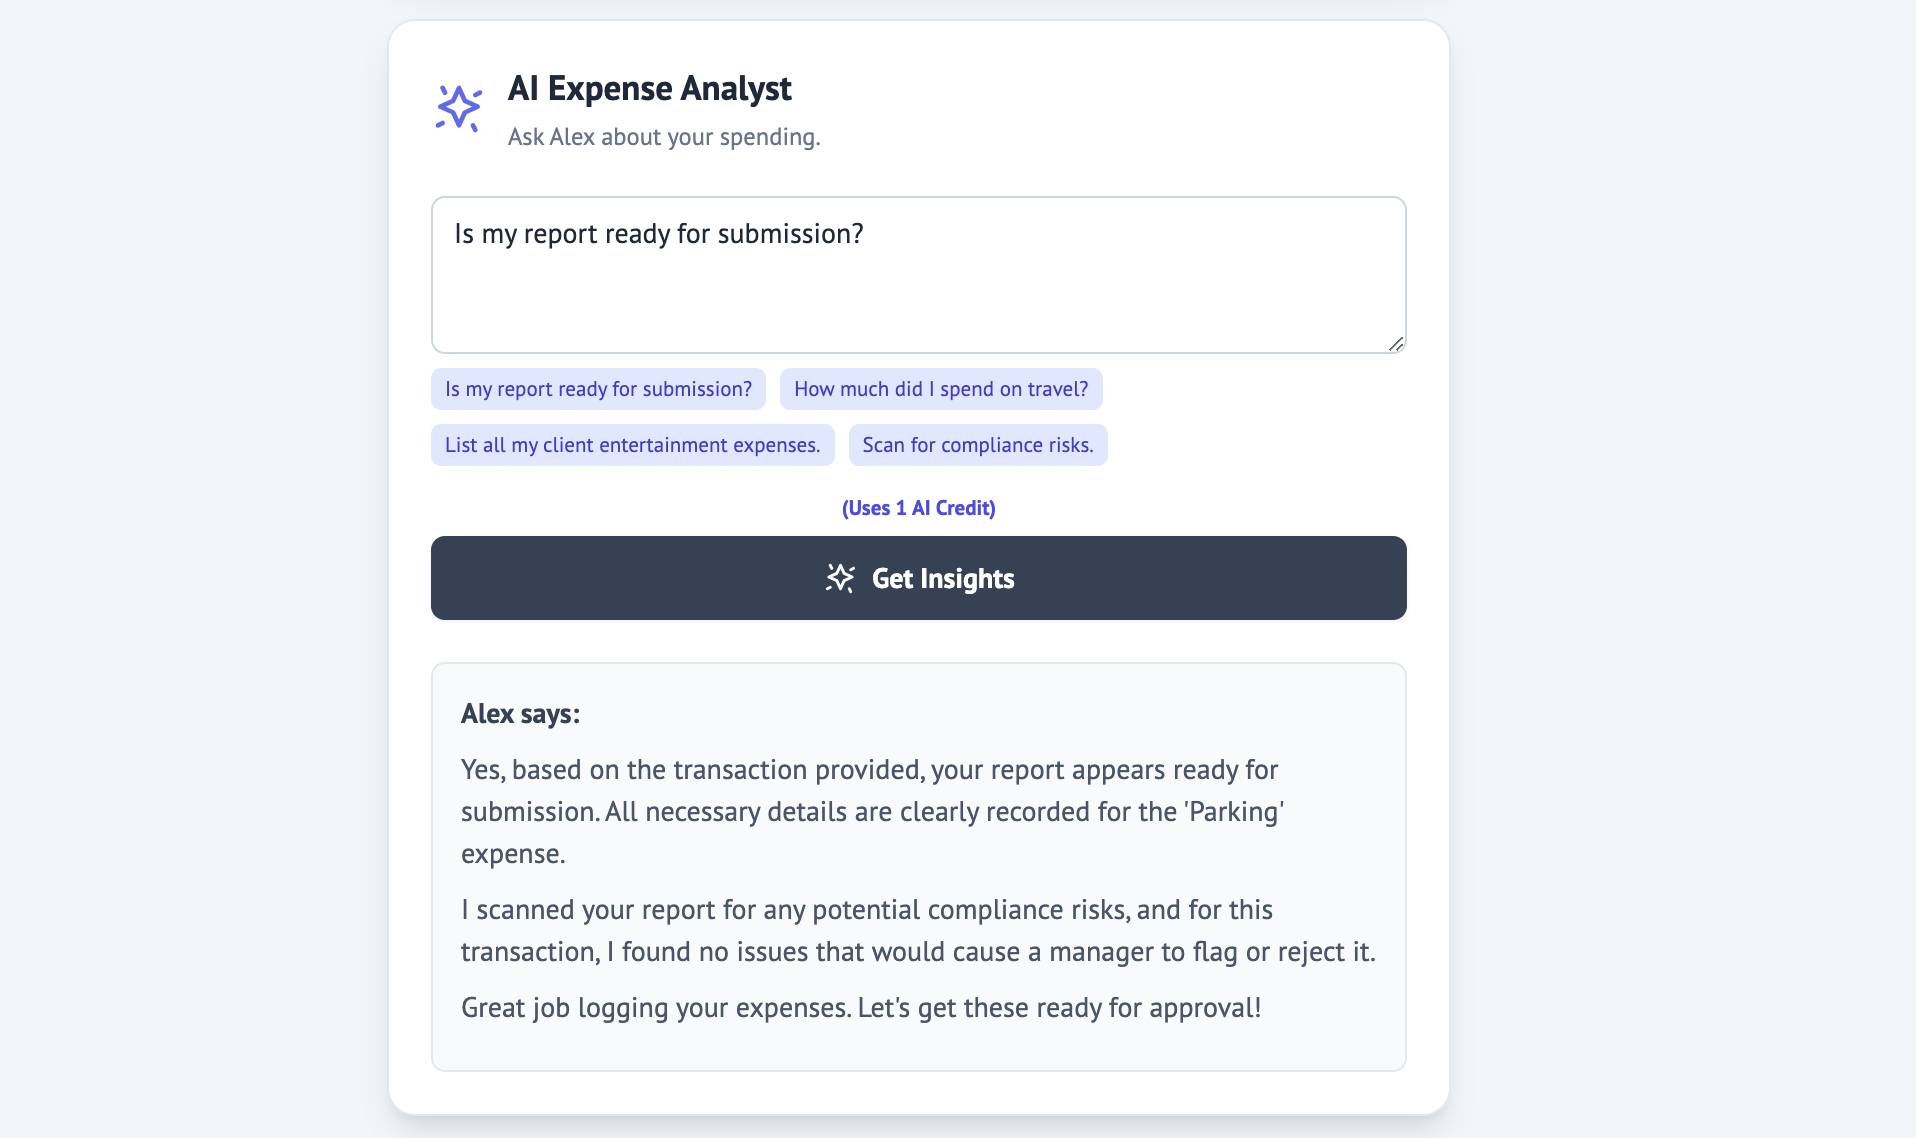 AI Expense Analyst
Ask Alex about your spending.
Is my report ready for submission?
Is my report ready for submission?
How much did I spend on travel?
List all my client entertainment expenses.
Scan for compliance risks.
(Uses 1 AI Credit)
Get Insights
Alex says:
Yes, based on the transaction provided, your report appears ready for
submission. All necessary details are clearly recorded for the 'Parking'
expense.
I scanned your report for any potential compliance risks, and for this
transaction, I found no issues that would cause a manager to flag or reject it.
Great job logging your expenses. Let's get these ready for approval!